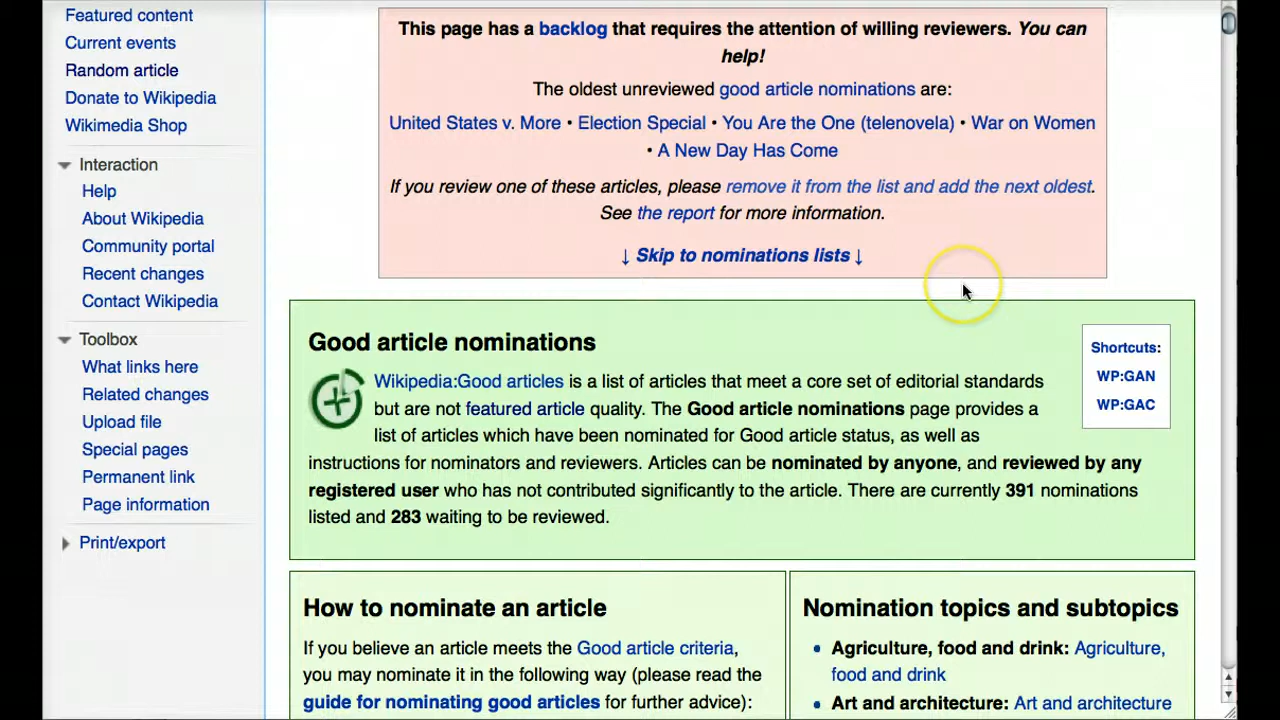 Featured content
Current events
Random article
Donate to Wikipedia
Wikimedia Shop
Interaction
Help
About Wikipedia
Community portal
Recent changes
Contact Wikipedia
Toolbox
What links here
Related changes
Upload file
Special pages
Permanent link
Page information
Print/export
This page has a backlog that requires the attention of willing reviewers. You can
help!
The oldest unreviewed good article nominations are:
United States v. More • Election Special • You Are the One (telenovela) • War on Women
• A New Day Has Come
If you review one of these articles, please remove it from the list and add the next oldest.
See the report for more information.
↓ Skip to nominations lists ↓
Good article nominations
Wikipedia:Good articles is a list of articles that meet a core set of editorial standards
but are not featured article quality. The Good article nominations page provides a
list of articles which have been nominated for Good article status, as well as
instructions for nominators and reviewers. Articles can be nominated by anyone, and reviewed by any
registered user who has not contributed significantly to the article. There are currently 391 nominations
listed and 283 waiting to be reviewed.
Shortcuts:
WP:GAN
WP:GAC
How to nominate an article
If you believe an article meets the Good article criteria,
you may nominate it in the following way (please read the
guide for nominating good articles for further advice):
Nomination topics and subtopics
• Agriculture, food and drink: Agriculture,
food and drink
• Art and architecture: Art and architecture